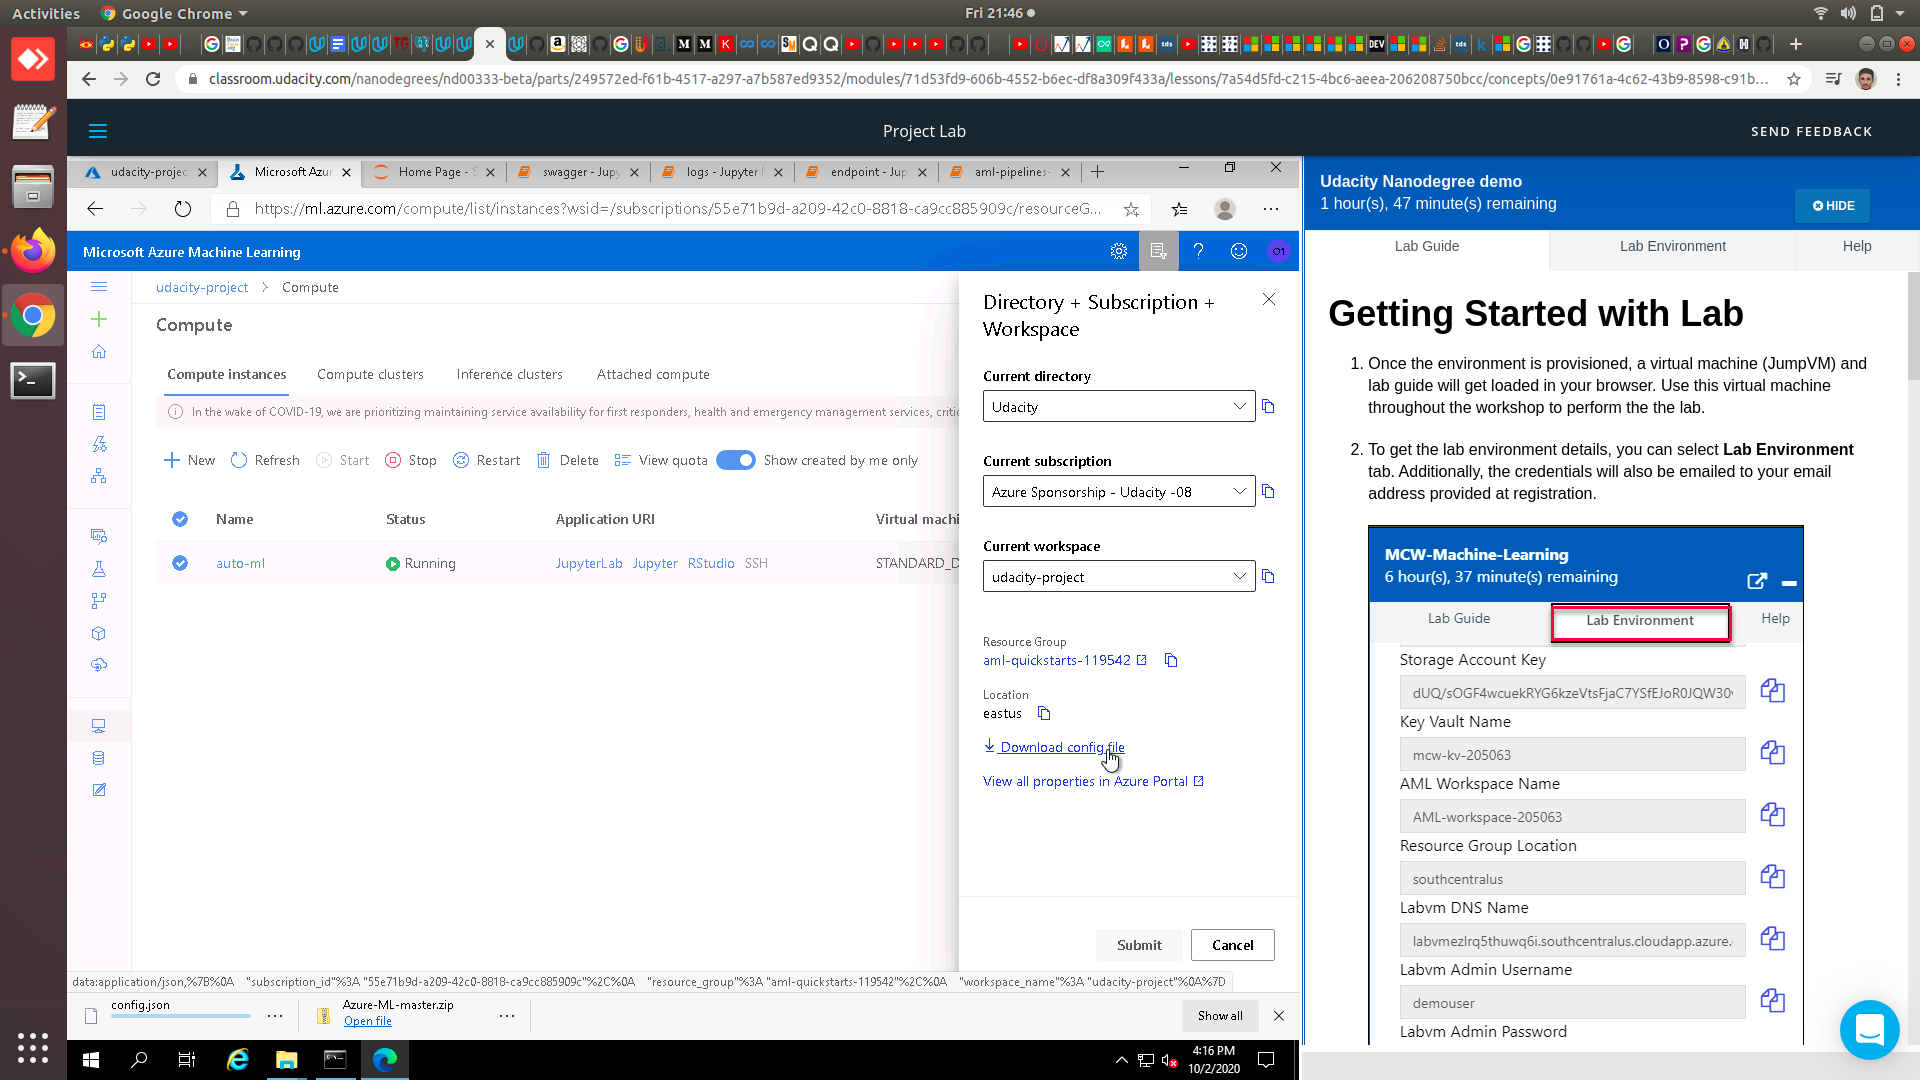 Activities
Google Chrome
Fri 21:46
classroom.udacity.com/nanodegrees/nd00333-beta/parts/249572ed-f61b-4517-a297-a7b587ed9352/modules/71d53fd9-606b-4552-b6ec-df8a309f433a/lessons/7a54d5fd-c215-4bc6-aeea-206208750bcc/concepts/0e91761a-4c62-43b9-8598-c91b...
Project Lab
SEND FEEDBACK
udacity-projec
Microsoft Azur
Home Page - S
swagger - Jupy
logs - Jupyter
endpoint - Jup
aml-pipelines-
https://ml.azure.com/compute/list/instances?wsid=/subscriptions/55e71b9d-a209-42c0-8818-ca9cc885909c/resourceG...
Microsoft Azure Machine Learning
udacity-project > Compute
Compute
Compute instances
Compute clusters
Inference clusters
Attached compute
In the wake of COVID-19, we are prioritizing maintaining service availability for first responders, health and emergency management services, critic
New
Refresh
Start
Stop
Restart
Delete
View quota
Show created by me only
Name
Status
Application URI
Virtual machi
auto-ml
Running
JupyterLab
Jupyter
RStudio
SSH
STANDARD_D
Directory + Subscription +
Workspace
Current directory
Udacity
Current subscription
Azure Sponsorship - Udacity -08
Current workspace
udacity-project
Resource Group
aml-quickstarts-119542
Location
eastus
Download config file
View all properties in Azure Portal
Submit
Cancel
data:application/json,%7B%0A "subscription_id"%3A "55e71b9d-a209-42c0-8818-ca9cc885909c"%2C%0A "resource_group"%3A "aml-quickstarts-119542"%2C%0A "workspace_name"%3A "udacity-project"%0A%7D
config.json
Azure-ML-master.zip
Open file
Show all
4:16 PM
10/2/2020
Udacity Nanodegree demo
1 hour(s), 47 minute(s) remaining
HIDE
Lab Guide
Lab Environment
Help
Getting Started with Lab
1. Once the environment is provisioned, a virtual machine (JumpVM) and
lab guide will get loaded in your browser. Use this virtual machine
throughout the workshop to perform the the lab.
2. To get the lab environment details, you can select Lab Environment
tab. Additionally, the credentials will also be emailed to your email
address provided at registration.
MCW-Machine-Learning
6 hour(s), 37 minute(s) remaining
Lab Guide
Lab Environment
Help
Storage Account Key
dUQ/sOGF4wcuekRYG6kzeVtsFjaC7YSfEJoR0JQW30
Key Vault Name
mcw-kv-205063
AML Workspace Name
AML-workspace-205063
Resource Group Location
southcentralus
Labvm DNS Name
labvmezlrq5thuwq6i.southcentralus.cloudapp.azure.
Labvm Admin Username
demouser
Labvm Admin Password